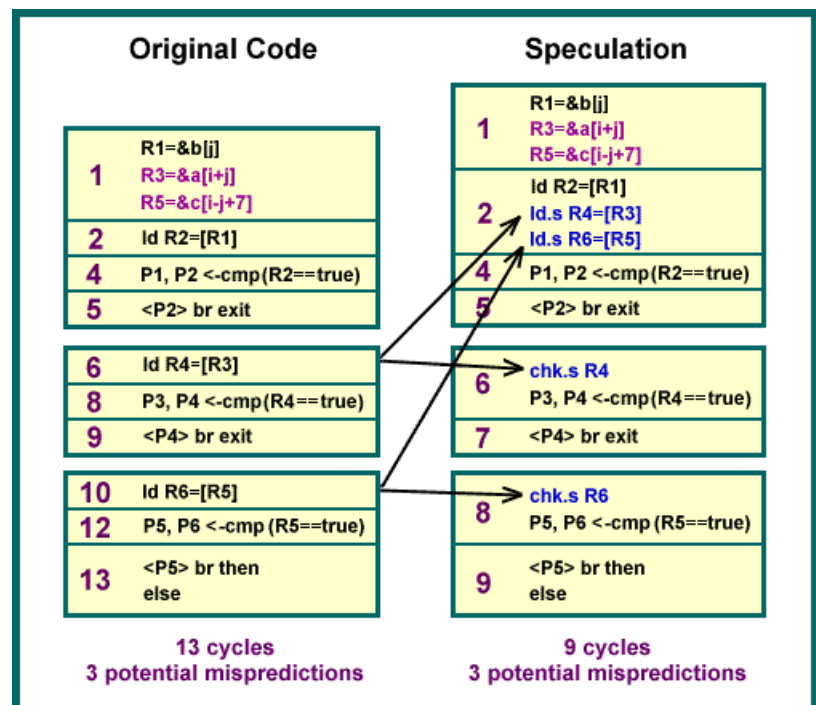 Original Code
1
R1=&b[j]
R3=&a[i+j]
R5=&c[i-j+7]
2 ld R2=[R1]
4 P1, P2 <-cmp(R2==true)
5 <P2> br exit
6 ld R4=[R3]
8 P3, P4 <-cmp(R4==true)
9 <P4> br exit
10 ld R6=[R5]
12 P5, P6 <-cmp (R5==true)
13
<P5> br then
else
13 cycles
3 potential mispredictions
Speculation
1
R1=&b[j]
R3=&a[i+j]
R5=&c[i-j+7]
2
ld R2=[R1]
ld.s R4=[R3]
ld.s R6=[R5]
4 P1, P2 <-cmp(R2==true)
5 <P2> br exit
6
chk.s R4
P3, P4 <-cmp(R4==true)
7 <P4> br exit
8
chk.s R6
P5, P6 <-cmp (R5==true)
9
<P5> br then
else
9 cycles
3 potential mispredictions